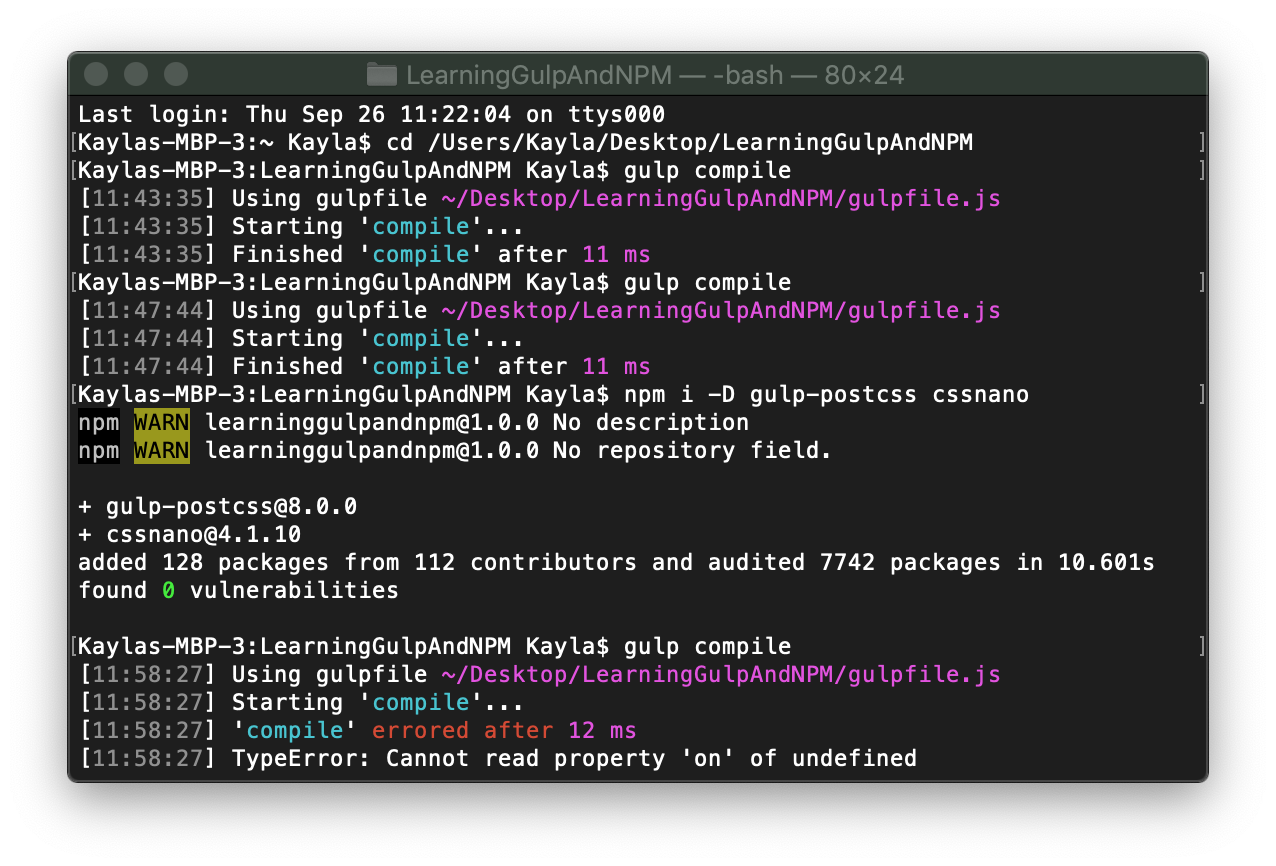 LearningGulpAndNPM — -bash — 80×24
Last login: Thu Sep 26 11:22:04 on ttys000
[Kaylas-MBP-3:~ Kayla$ cd /Users/Kayla/Desktop/LearningGulpAndNPM ]
[Kaylas-MBP-3:LearningGulpAndNPM Kayla$ gulp compile ]
[11:43:35] Using gulpfile ~/Desktop/LearningGulpAndNPM/gulpfile.js
[11:43:35] Starting 'compile'...
[11:43:35] Finished 'compile' after 11 ms
[Kaylas-MBP-3:LearningGulpAndNPM Kayla$ gulp compile ]
[11:47:44] Using gulpfile ~/Desktop/LearningGulpAndNPM/gulpfile.js
[11:47:44] Starting 'compile'...
[11:47:44] Finished 'compile' after 11 ms
[Kaylas-MBP-3:LearningGulpAndNPM Kayla$ npm i -D gulp-postcss cssnano ]
npm WARN learninggulpandnpm@1.0.0 No description
npm WARN learninggulpandnpm@1.0.0 No repository field.
+ gulp-postcss@8.0.0
+ cssnano@4.1.10
added 128 packages from 112 contributors and audited 7742 packages in 10.601s
found 0 vulnerabilities
[Kaylas-MBP-3:LearningGulpAndNPM Kayla$ gulp compile ]
[11:58:27] Using gulpfile ~/Desktop/LearningGulpAndNPM/gulpfile.js
[11:58:27] Starting 'compile'...
[11:58:27] 'compile' errored after 12 ms
[11:58:27] TypeError: Cannot read property 'on' of undefined